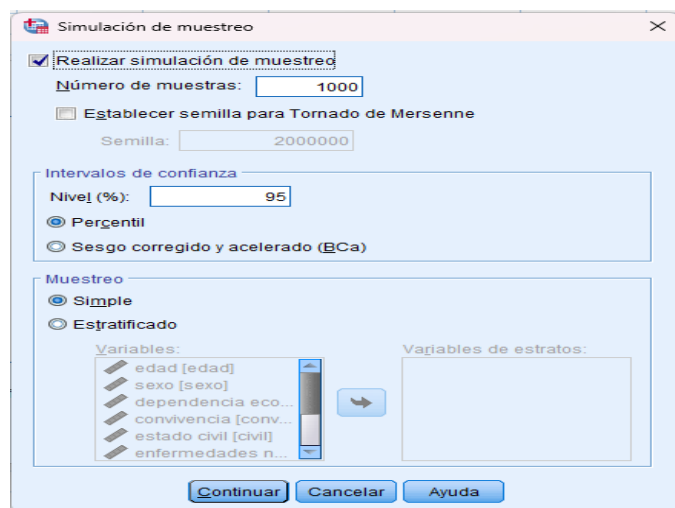 Simulación de muestreo
Realizar simulación de muestreo
Número de muestras: 1000
Establecer semilla para Tornado de Mersenne
Semilla: 2000000
Intervalos de confianza
Nivel (%): 95
Percentil
Sesgo corregido y acelerado (BCa)
Muestreo
Simple
Estratificado
Variables: Variables de estratos:
edad [edad]
sexo [sexo]
dependencia eco...
convivencia [conv...
estado civil [civil]
enfermedades n...
Continuar Cancelar Ayuda